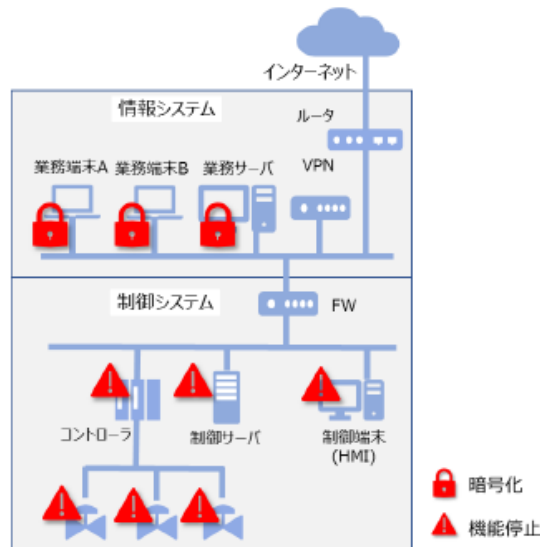 インターネット
情報システム
ルータ
業務端末A 業務端末B 業務サーバ VPN
制御システム
FW
コントローラ
制御サーバ
制御端末
(HMI)
暗号化
機能停止